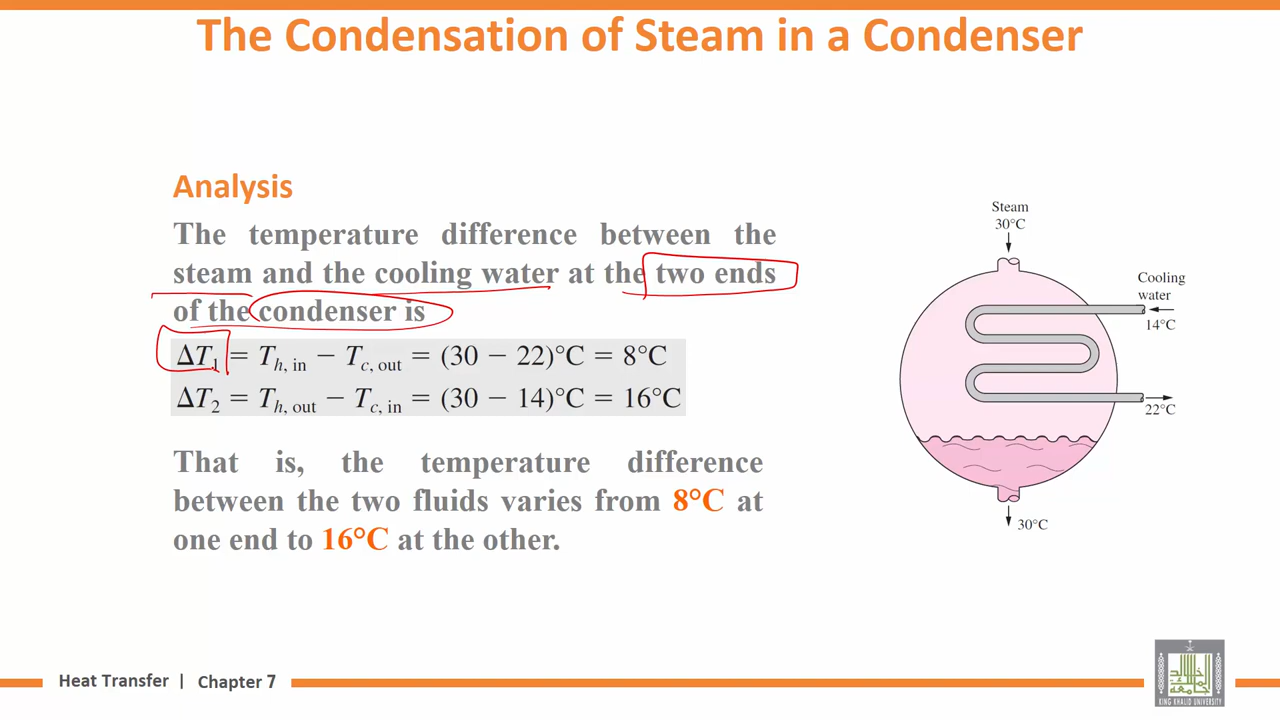 The Condensation of Steam in a Condenser
Analysis
The temperature difference between the
steam and the cooling water at the two ends
of the condenser is
ΔT1 = Th, in − Tc, out = (30 − 22)°C = 8°C
ΔT2 = Th, out − Tc, in = (30 − 14)°C = 16°C
That is, the temperature difference
between the two fluids varies from 8°C at
one end to 16°C at the other.
Steam
30°C
Cooling
water
14°C
22°C
30°C
Heat Transfer | Chapter 7
KING KHALID UNIVERSITY